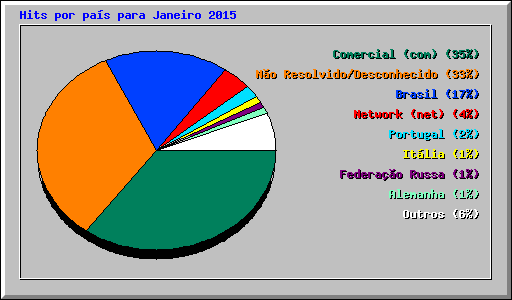 Hits por país para Janeiro 2015
Comercial (com) (35%)
Não Resolvido/Desconhecido (33%)
Brasil (17%)
Network (net) (4%)
Portugal (2%)
Itália (1%)
Federação Russa (1%)
Alemanha (1%)
Outros (6%)